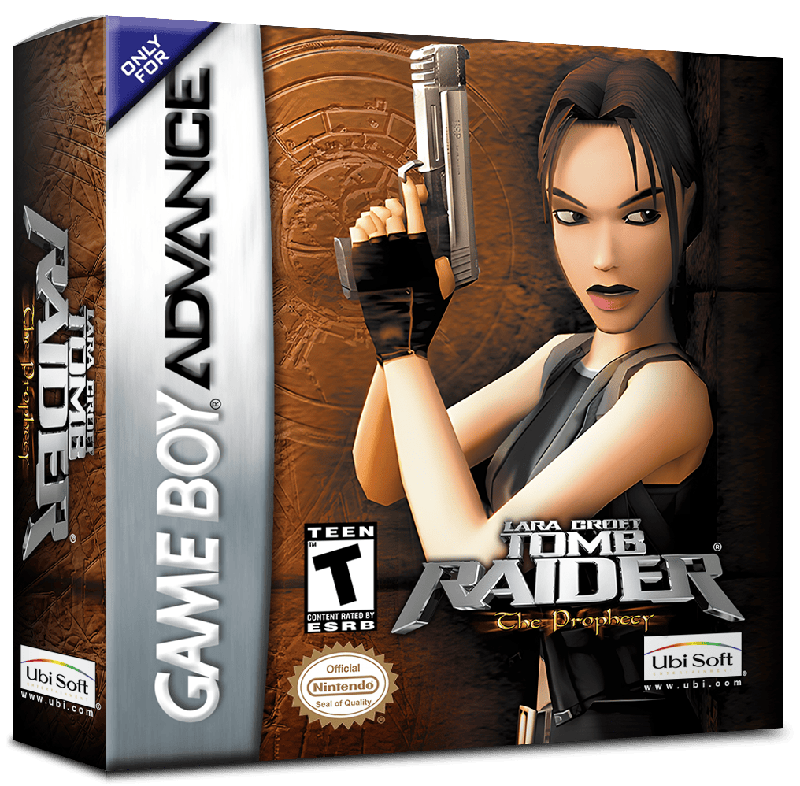 LARA CROFT
TOMB
RAIDER
The Prophecy
Ubi Soft
www.ubi.com
ONLY
FOR
GAME BOY ADVANCE
TEEN
T
CONTENT RATED BY
ESRB
Official
Nintendo
Seal of Quality
LARA CROFT
TOMB
RAIDER
The Prophecy
Ubi Soft
www.ubi.com